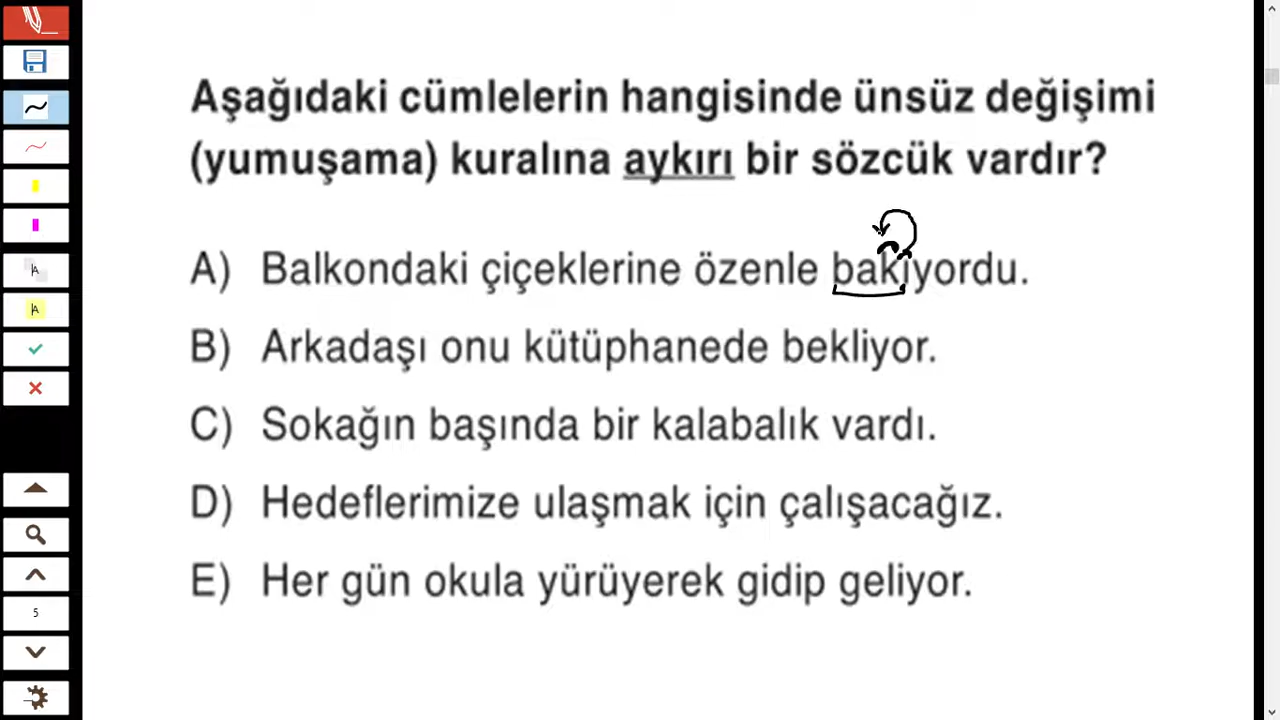 Aşağıdaki cümlelerin hangisinde ünsüz değişimi
(yumuşama) kuralına aykırı bir sözcük vardır?
A) Balkondaki çiçeklerine özenle bakıyordu.
B) Arkadaşı onu kütüphanede bekliyor.
C) Sokağın başında bir kalabalık vardı.
D) Hedeflerimize ulaşmak için çalışacağız.
E) Her gün okula yürüyerek gidip geliyor.
A
A
5